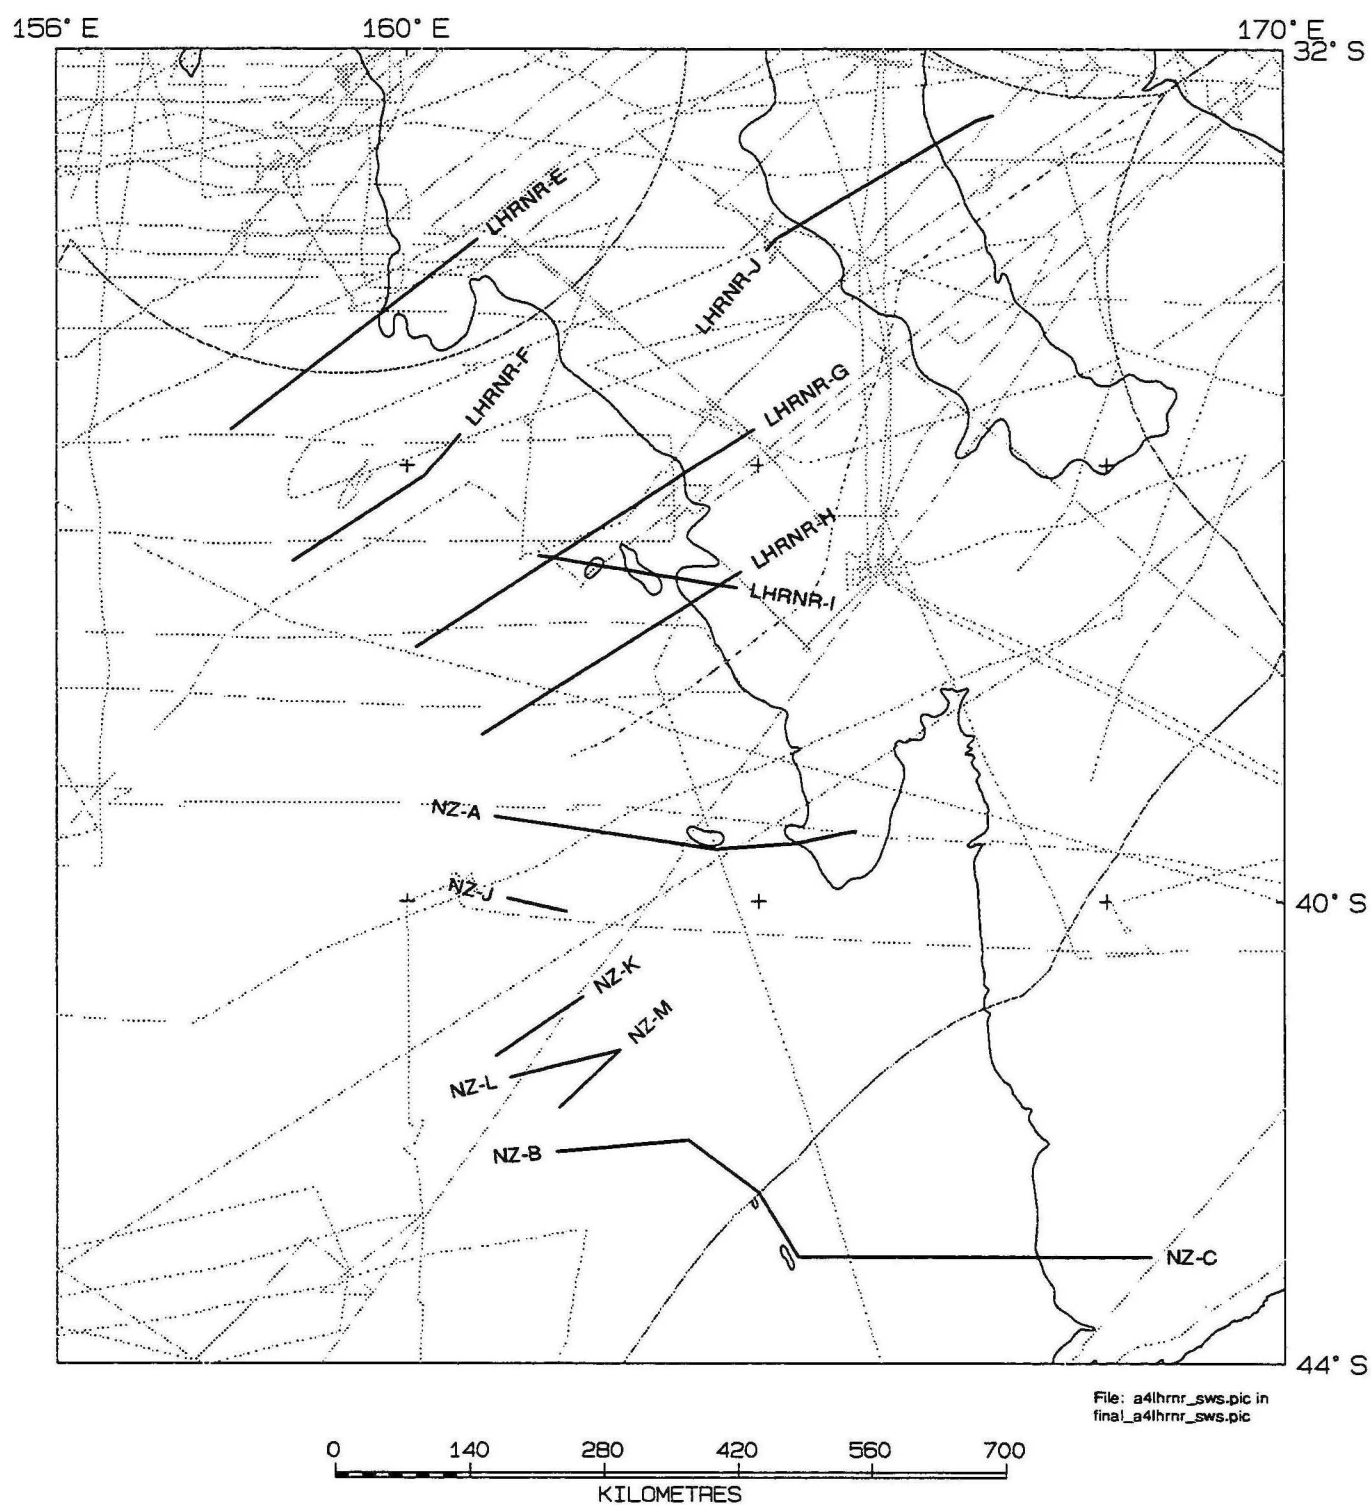 156° E
160° E
170° E
32° S
LHRNR-E
LHRNR-J
LHRNR-F
LHRNR-G
LHRNR-H
LHRNR-I
NZ-A
NZ-J
40° S
NZ-K
NZ-M
NZ-L
NZ-B
NZ-C
44° S
File: a4lhrnr_sws.pic in
final_a4lhrnr_sws.pic
0 140 280 420 560 700
KILOMETRES